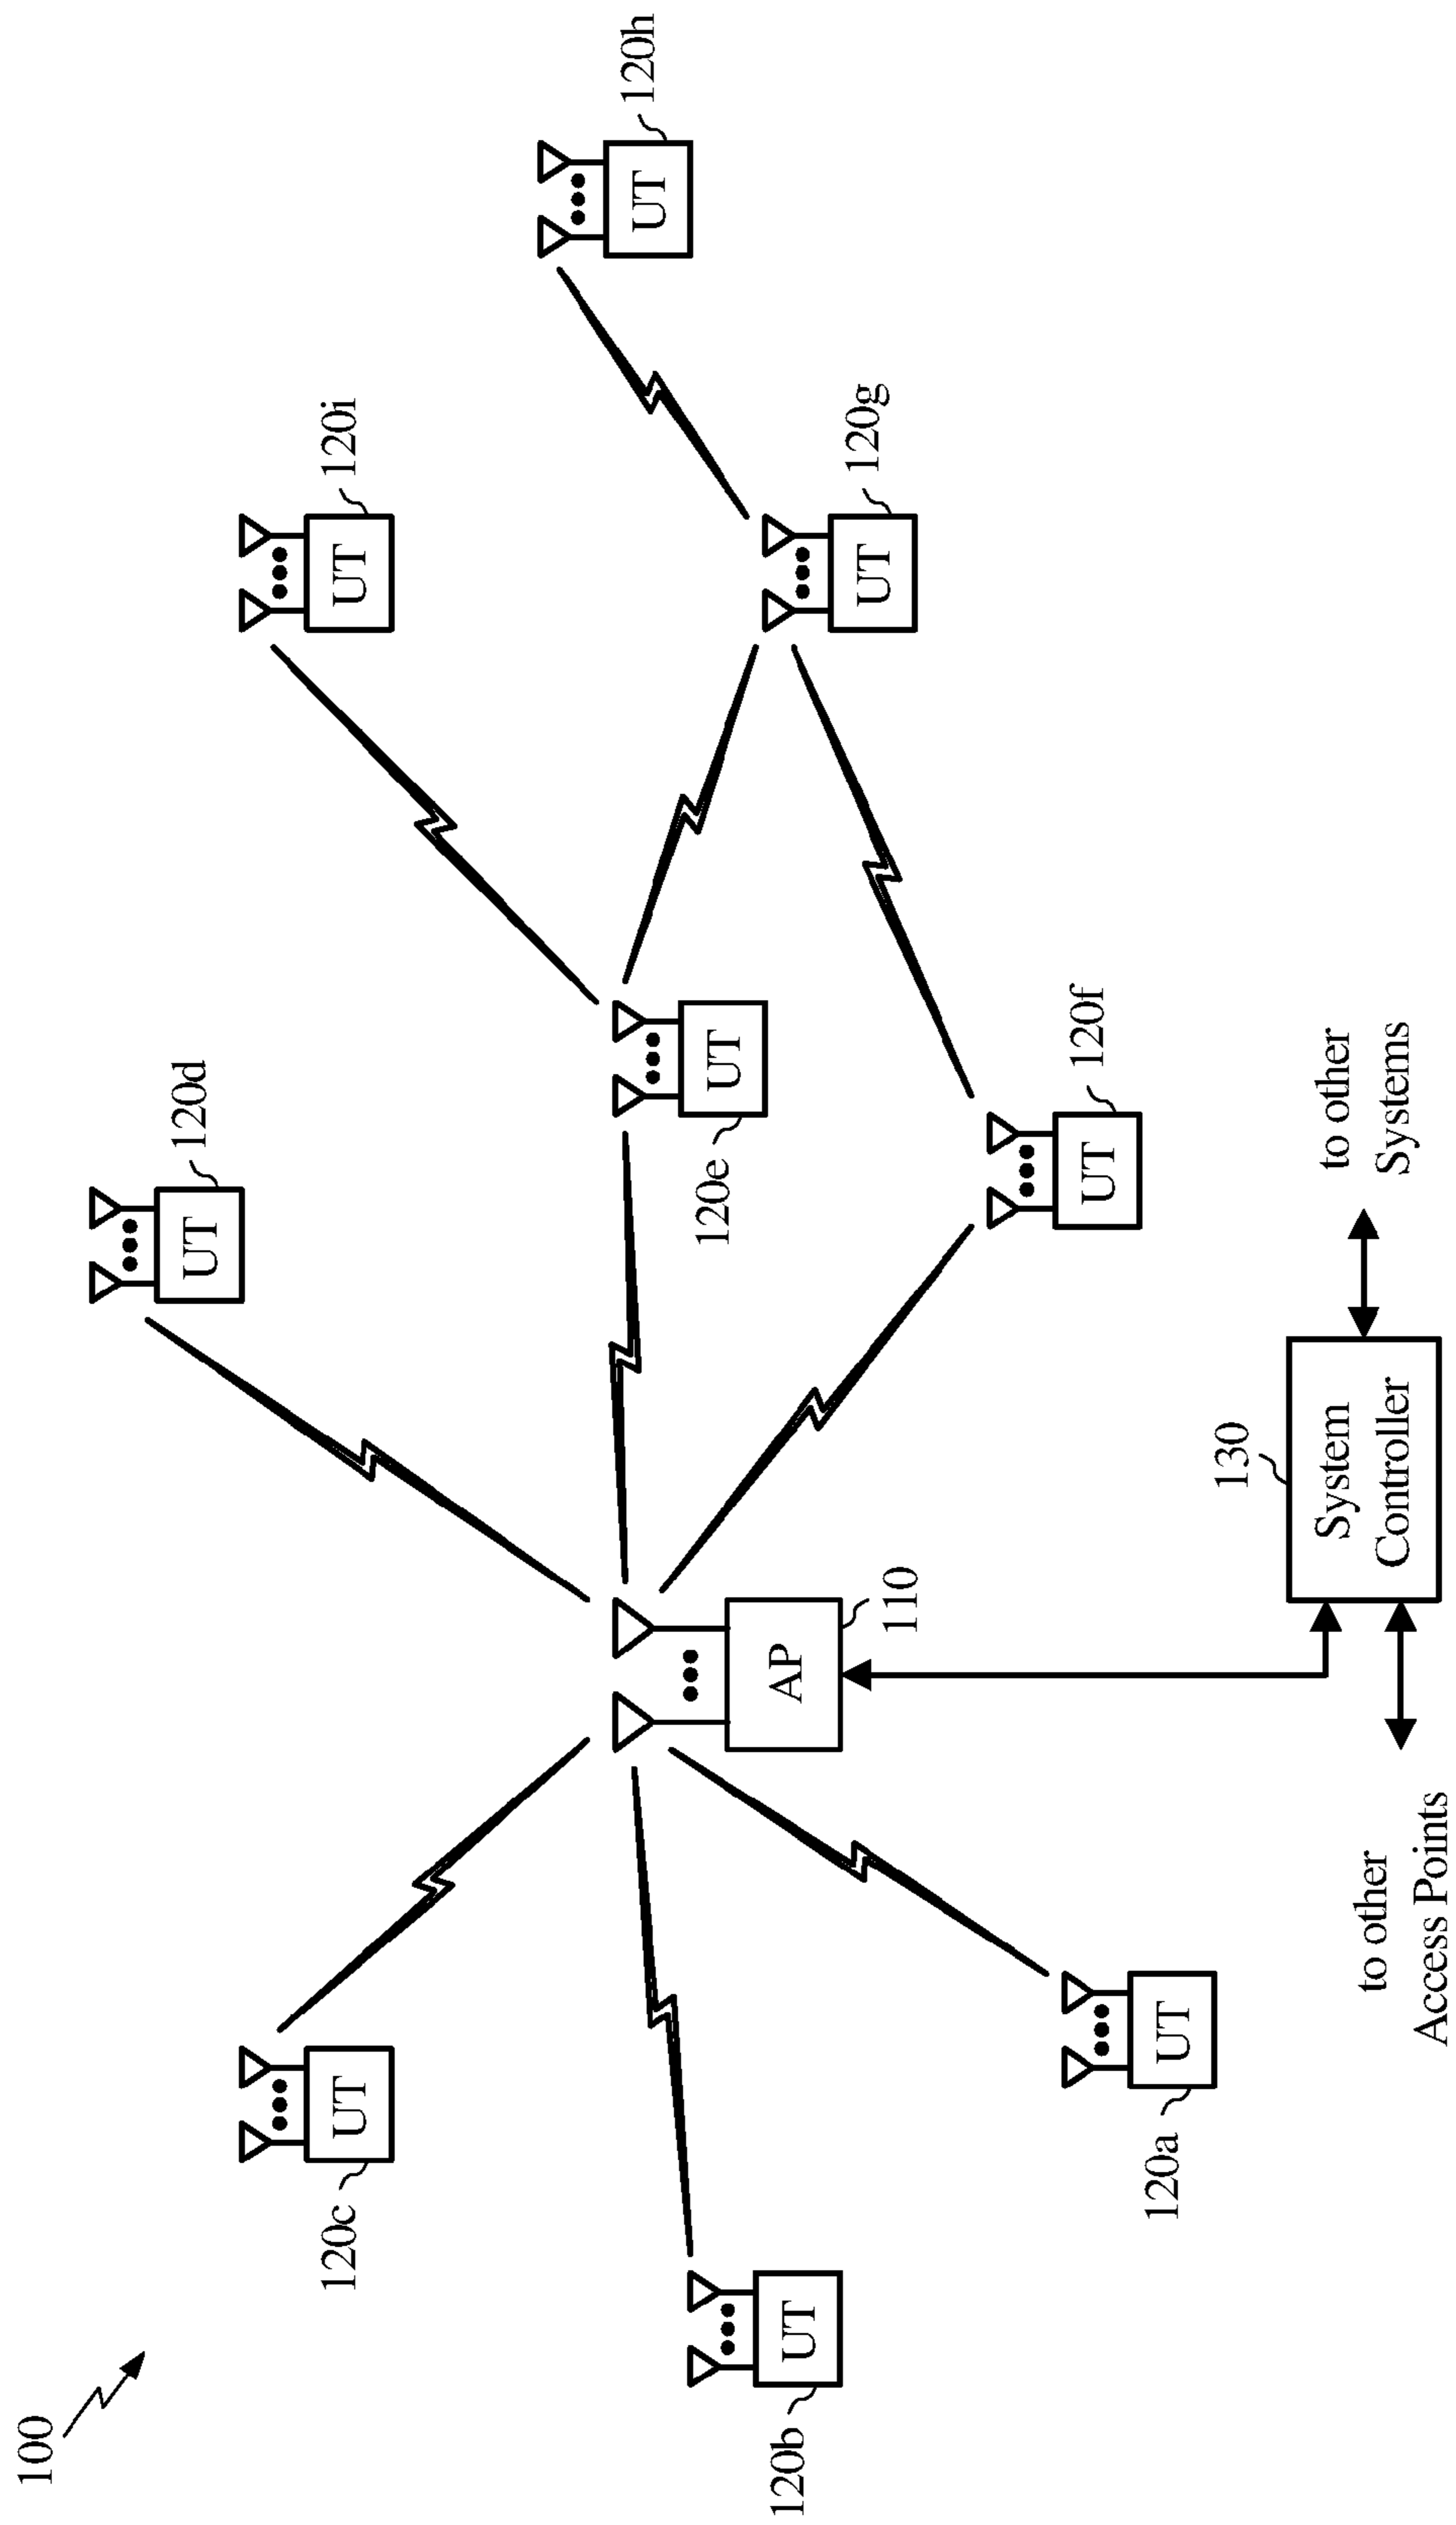 100
120d
UT
120c
UT
120i
UT
120h
UT
120e
UT
120b
UT
AP
110
120g
UT
120f
UT
120a
UT
130
System
Controller
to other
Systems
to other
Access Points